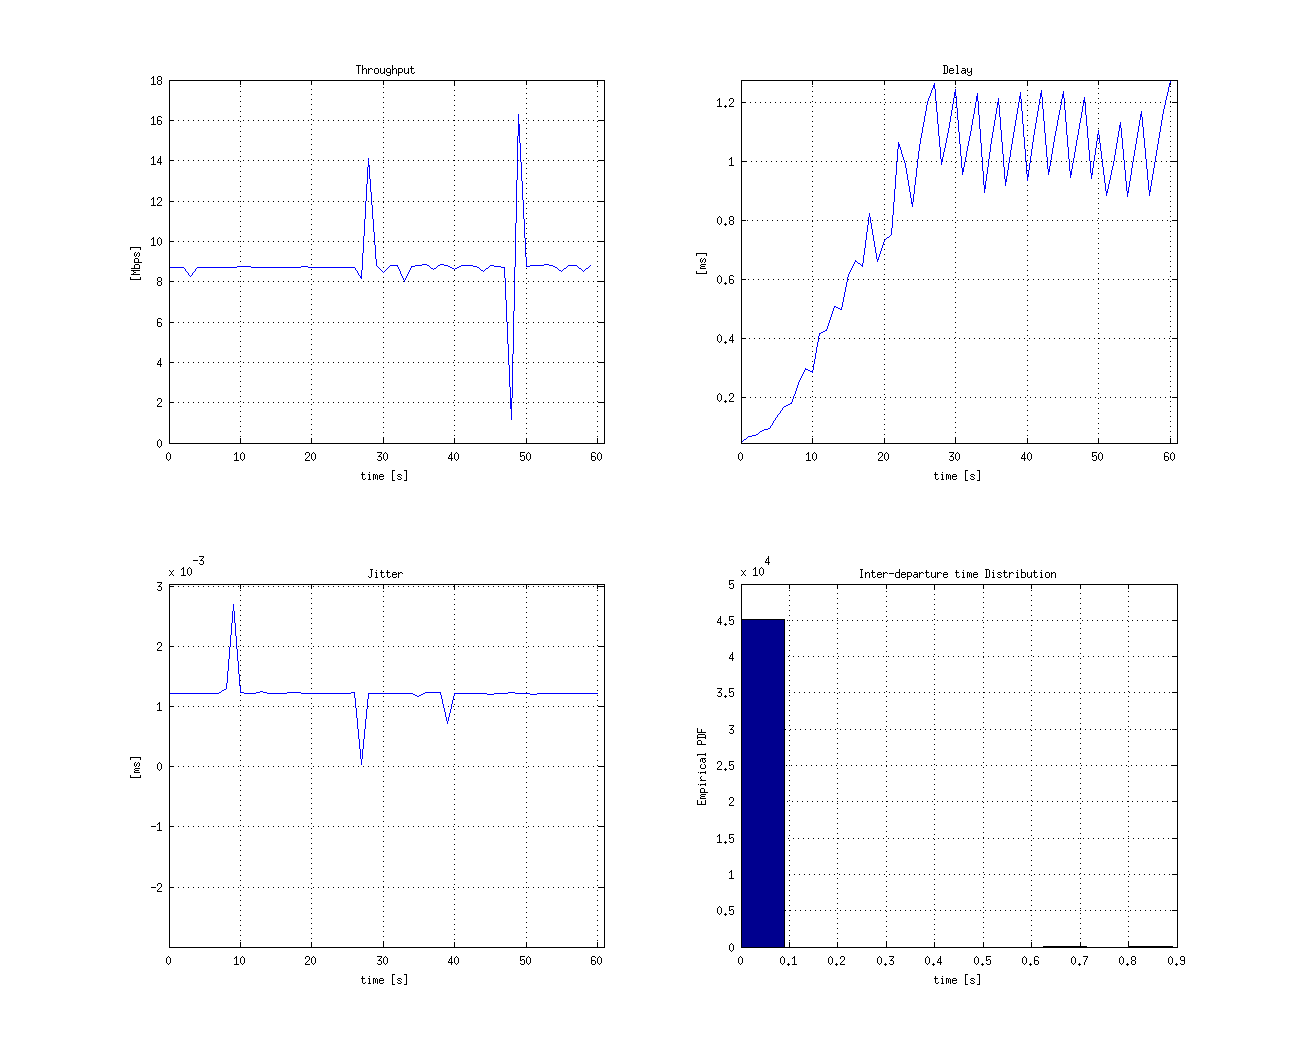 Throughput
18
16
14
12
10
8
6
4
2
0
[Mbps]
0 10 20 30 40 50 60
time [s]
Delay
1.2
1
0.8
0.6
0.4
0.2
[ms]
0 10 20 30 40 50 60
time [s]
x 10^-3
Jitter
3
2
1
0
-1
-2
[ms]
0 10 20 30 40 50 60
time [s]
x 10^4
Inter-departure time Distribution
5
4.5
4
3.5
3
2.5
2
1.5
1
0.5
0
Empirical PDF
0 0.1 0.2 0.3 0.4 0.5 0.6 0.7 0.8 0.9
time [s]